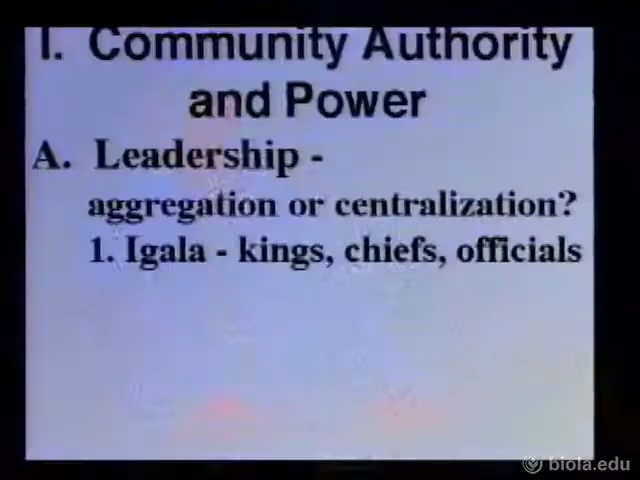 I. Community Authority
and Power
A. Leadership -
aggregation or centralization?
1. Igala - kings, chiefs, officials
biola.edu